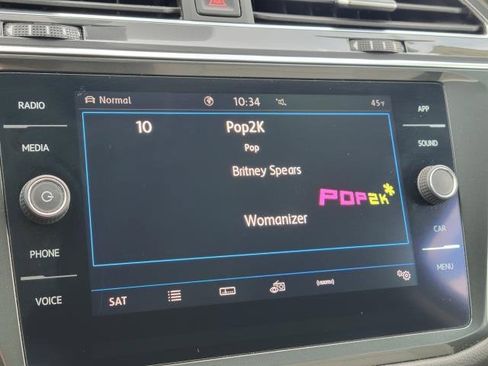 RADIO
MEDIA
PHONE
VOICE
Normal 10:34 45°F
10 Pop2K
Pop
Britney Spears
POP2K
Womanizer
SAT
APP
SOUND
CAR
MENU